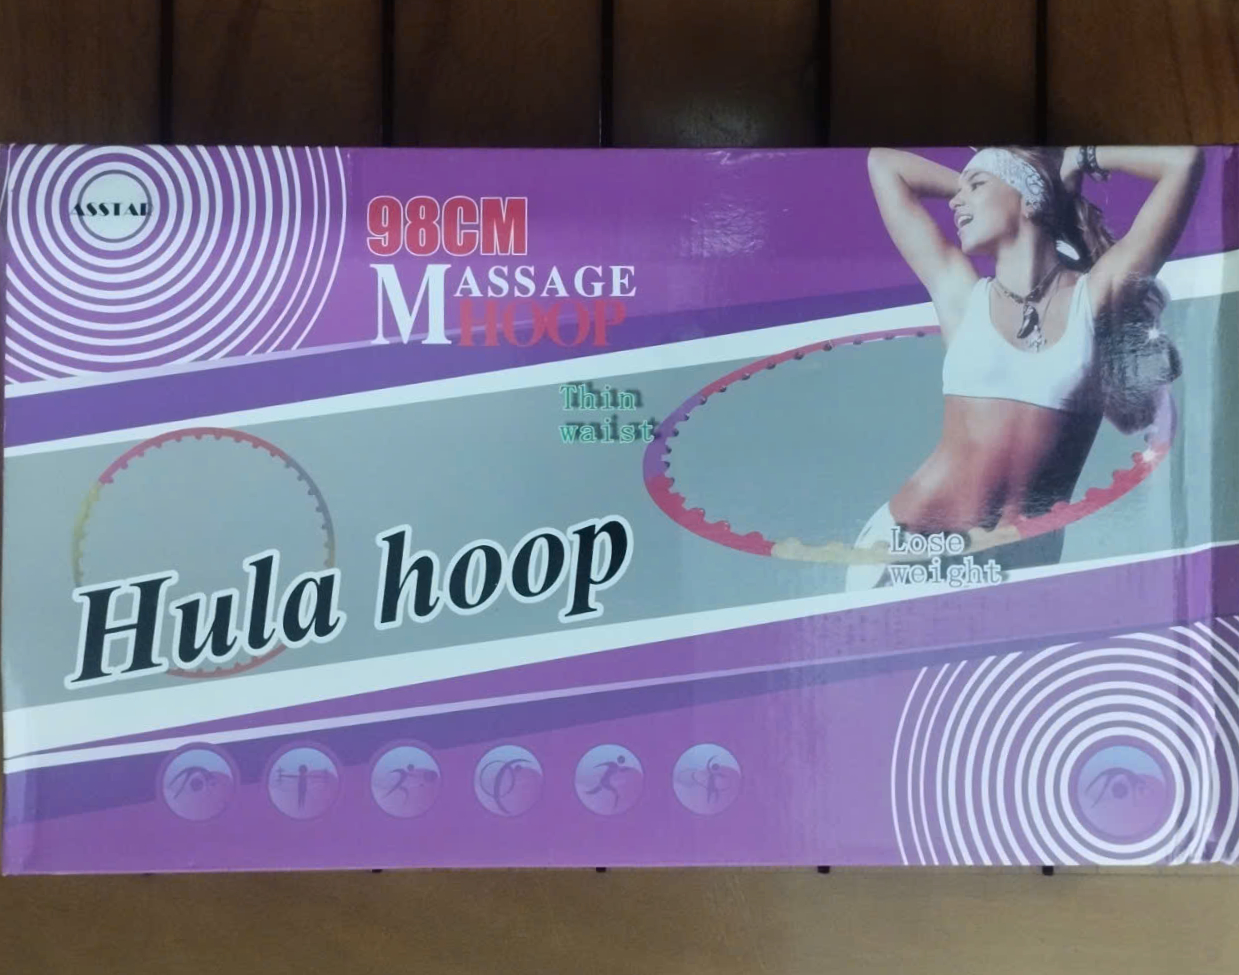 ASSTAR
98CM
MASSAGE
HOOP
Thin
waist
Hula hoop
Lose
weight